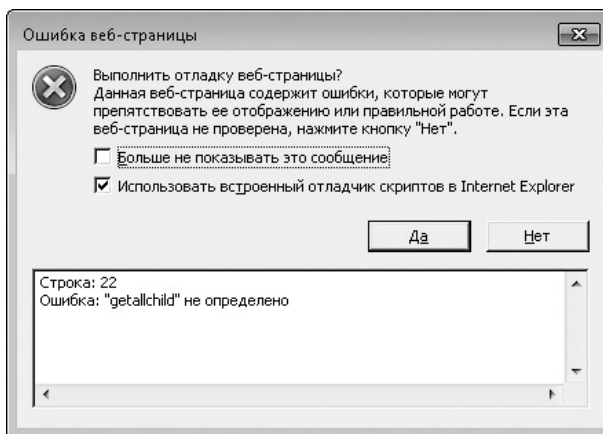 Ошибка веб-страницы
Выполнить отладку веб-страницы?
Данная веб-страница содержит ошибки, которые могут
препятствовать ее отображению или правильной работе. Если эта
веб-страница не проверена, нажмите кнопку "Нет".
Больше не показывать это сообщение
Использовать встроенный отладчик скриптов в Internet Explorer
Да
Нет
Строка: 22
Ошибка: "getallchild" не определено